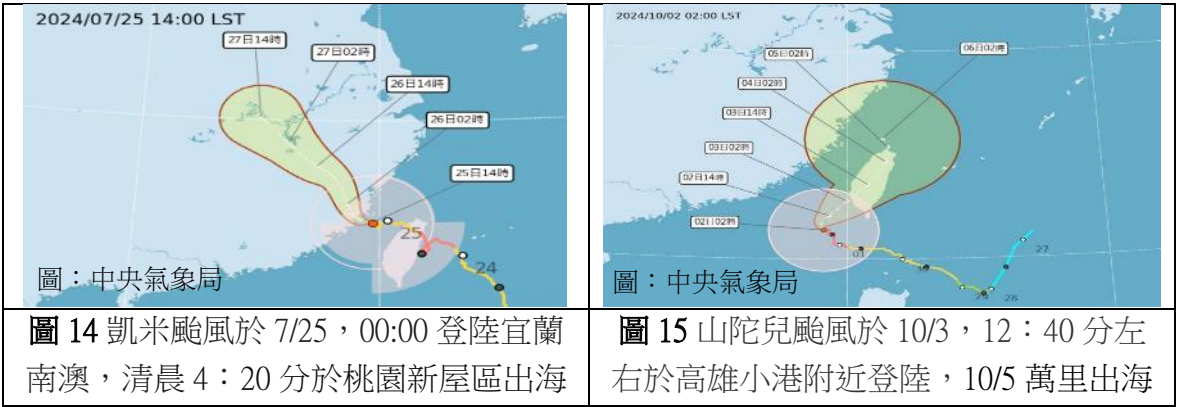 2024/07/25 14:00 LST
27日14時
27日02時
26日14時
26日02時
25日14時
25
24
圖：中央氣象局
圖 14 凱米颱風於 7/25，00:00 登陸宜蘭
南澳，清晨 4：20 分於桃園新屋區出海
2024/10/02 02:00 LST
06日02時
05日02時
04日02時
03日14時
03日02時
02日14時
02日02時
01
30
29
28
27
圖：中央氣象局
圖 15 山陀兒颱風於 10/3，12：40 分左
右於高雄小港附近登陸，10/5 萬里出海